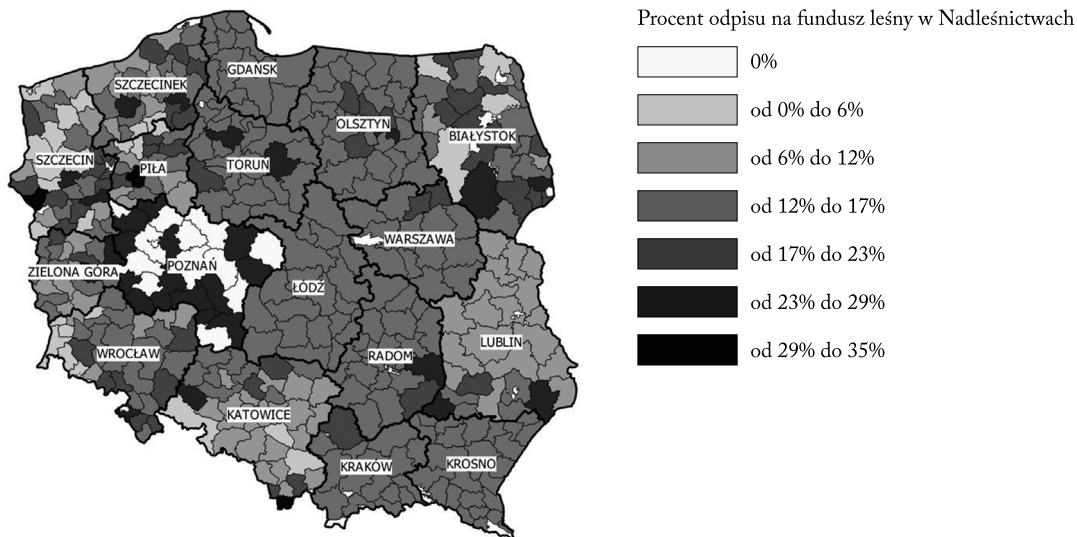 Procent odpisu na fundusz leśny w Nadleśnictwach
0%
od 0% do 6%
od 6% do 12%
od 12% do 17%
od 17% do 23%
od 23% do 29%
od 29% do 35%
GDAŃSK
SZCZECINEK
OLSZTYN
BIAŁYSTOK
SZCZECIN
PIŁA
TORUŃ
WARSZAWA
POZNAŃ
ZIELONA GÓRA
ŁÓDŹ
LUBLIN
WROCŁAW
RADOM
KATOWICE
KRAKÓW
KROSNO